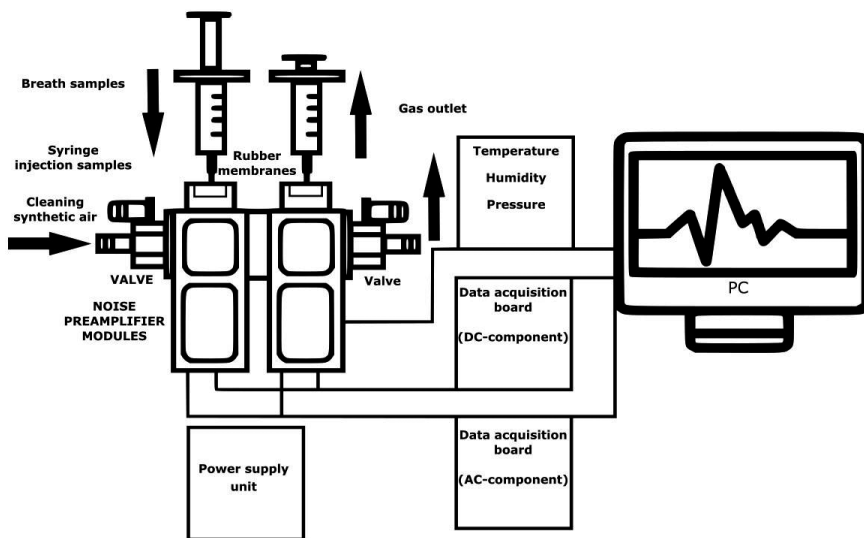 Breath samples
Gas outlet
Syringe
injection samples
Rubber
membranes
Temperature
Humidity
Pressure
Cleaning
synthetic air
VALVE
Valve
PC
NOISE
PREAMPLIFIER
MODULES
Data acquisition
board
(DC-component)
Power supply
unit
Data acquisition
board
(AC-component)